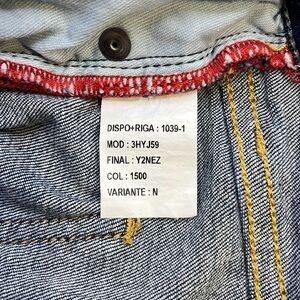 DISPO+RIGA : 1039-1
MOD : 3HYJ59
FINAL : Y2NEZ
COL : 1500
VARIANTE : N